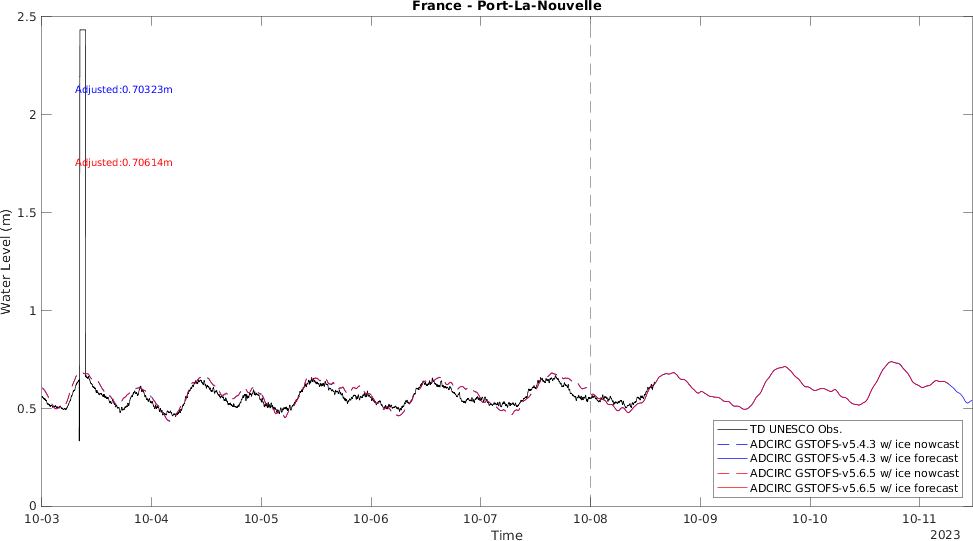 France - Port-La-Nouvelle
2.5
2
1.5
1
0.5
0
Water Level (m)
Adjusted:0.70323m
Adjusted:0.70614m
TD UNESCO Obs.
ADCIRC GSTOFS-v5.4.3 w/ ice nowcast
ADCIRC GSTOFS-v5.4.3 w/ ice forecast
ADCIRC GSTOFS-v5.6.5 w/ ice nowcast
ADCIRC GSTOFS-v5.6.5 w/ ice forecast
10-03 10-04 10-05 10-06 10-07 10-08 10-09 10-10 10-11
Time
2023